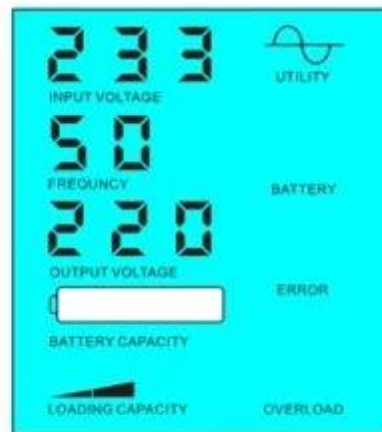 233
UTILITY
INPUT VOLTAGE
50
FREQUNCY
BATTERY
220
OUTPUT VOLTAGE
ERROR
BATTERY CAPACITY
LOADING CAPACITY
OVERLOAD